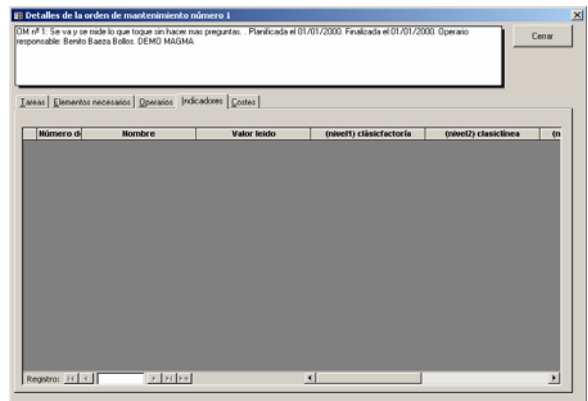 Detalles de la orden de mantenimiento número 1
OM nº 1: Se va y se mide lo que toque sin hacer mas preguntas. . Planificada el 01/01/2000. Finalizada el 01/01/2000. Operario
responsable: Benito Baeza Bollos. DEMO MAGMA
Cerrar
Tareas Elementos necesarios Operarios Indicadores Costes
Número d Nombre Valor leido (nivel1) clásicfactoría (nivel2) clasiclínea (n
Registro: